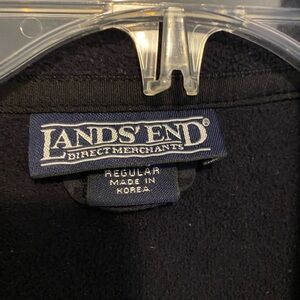 LANDS' END®
DIRECT MERCHANTS
REGULAR
MADE IN
KOREA